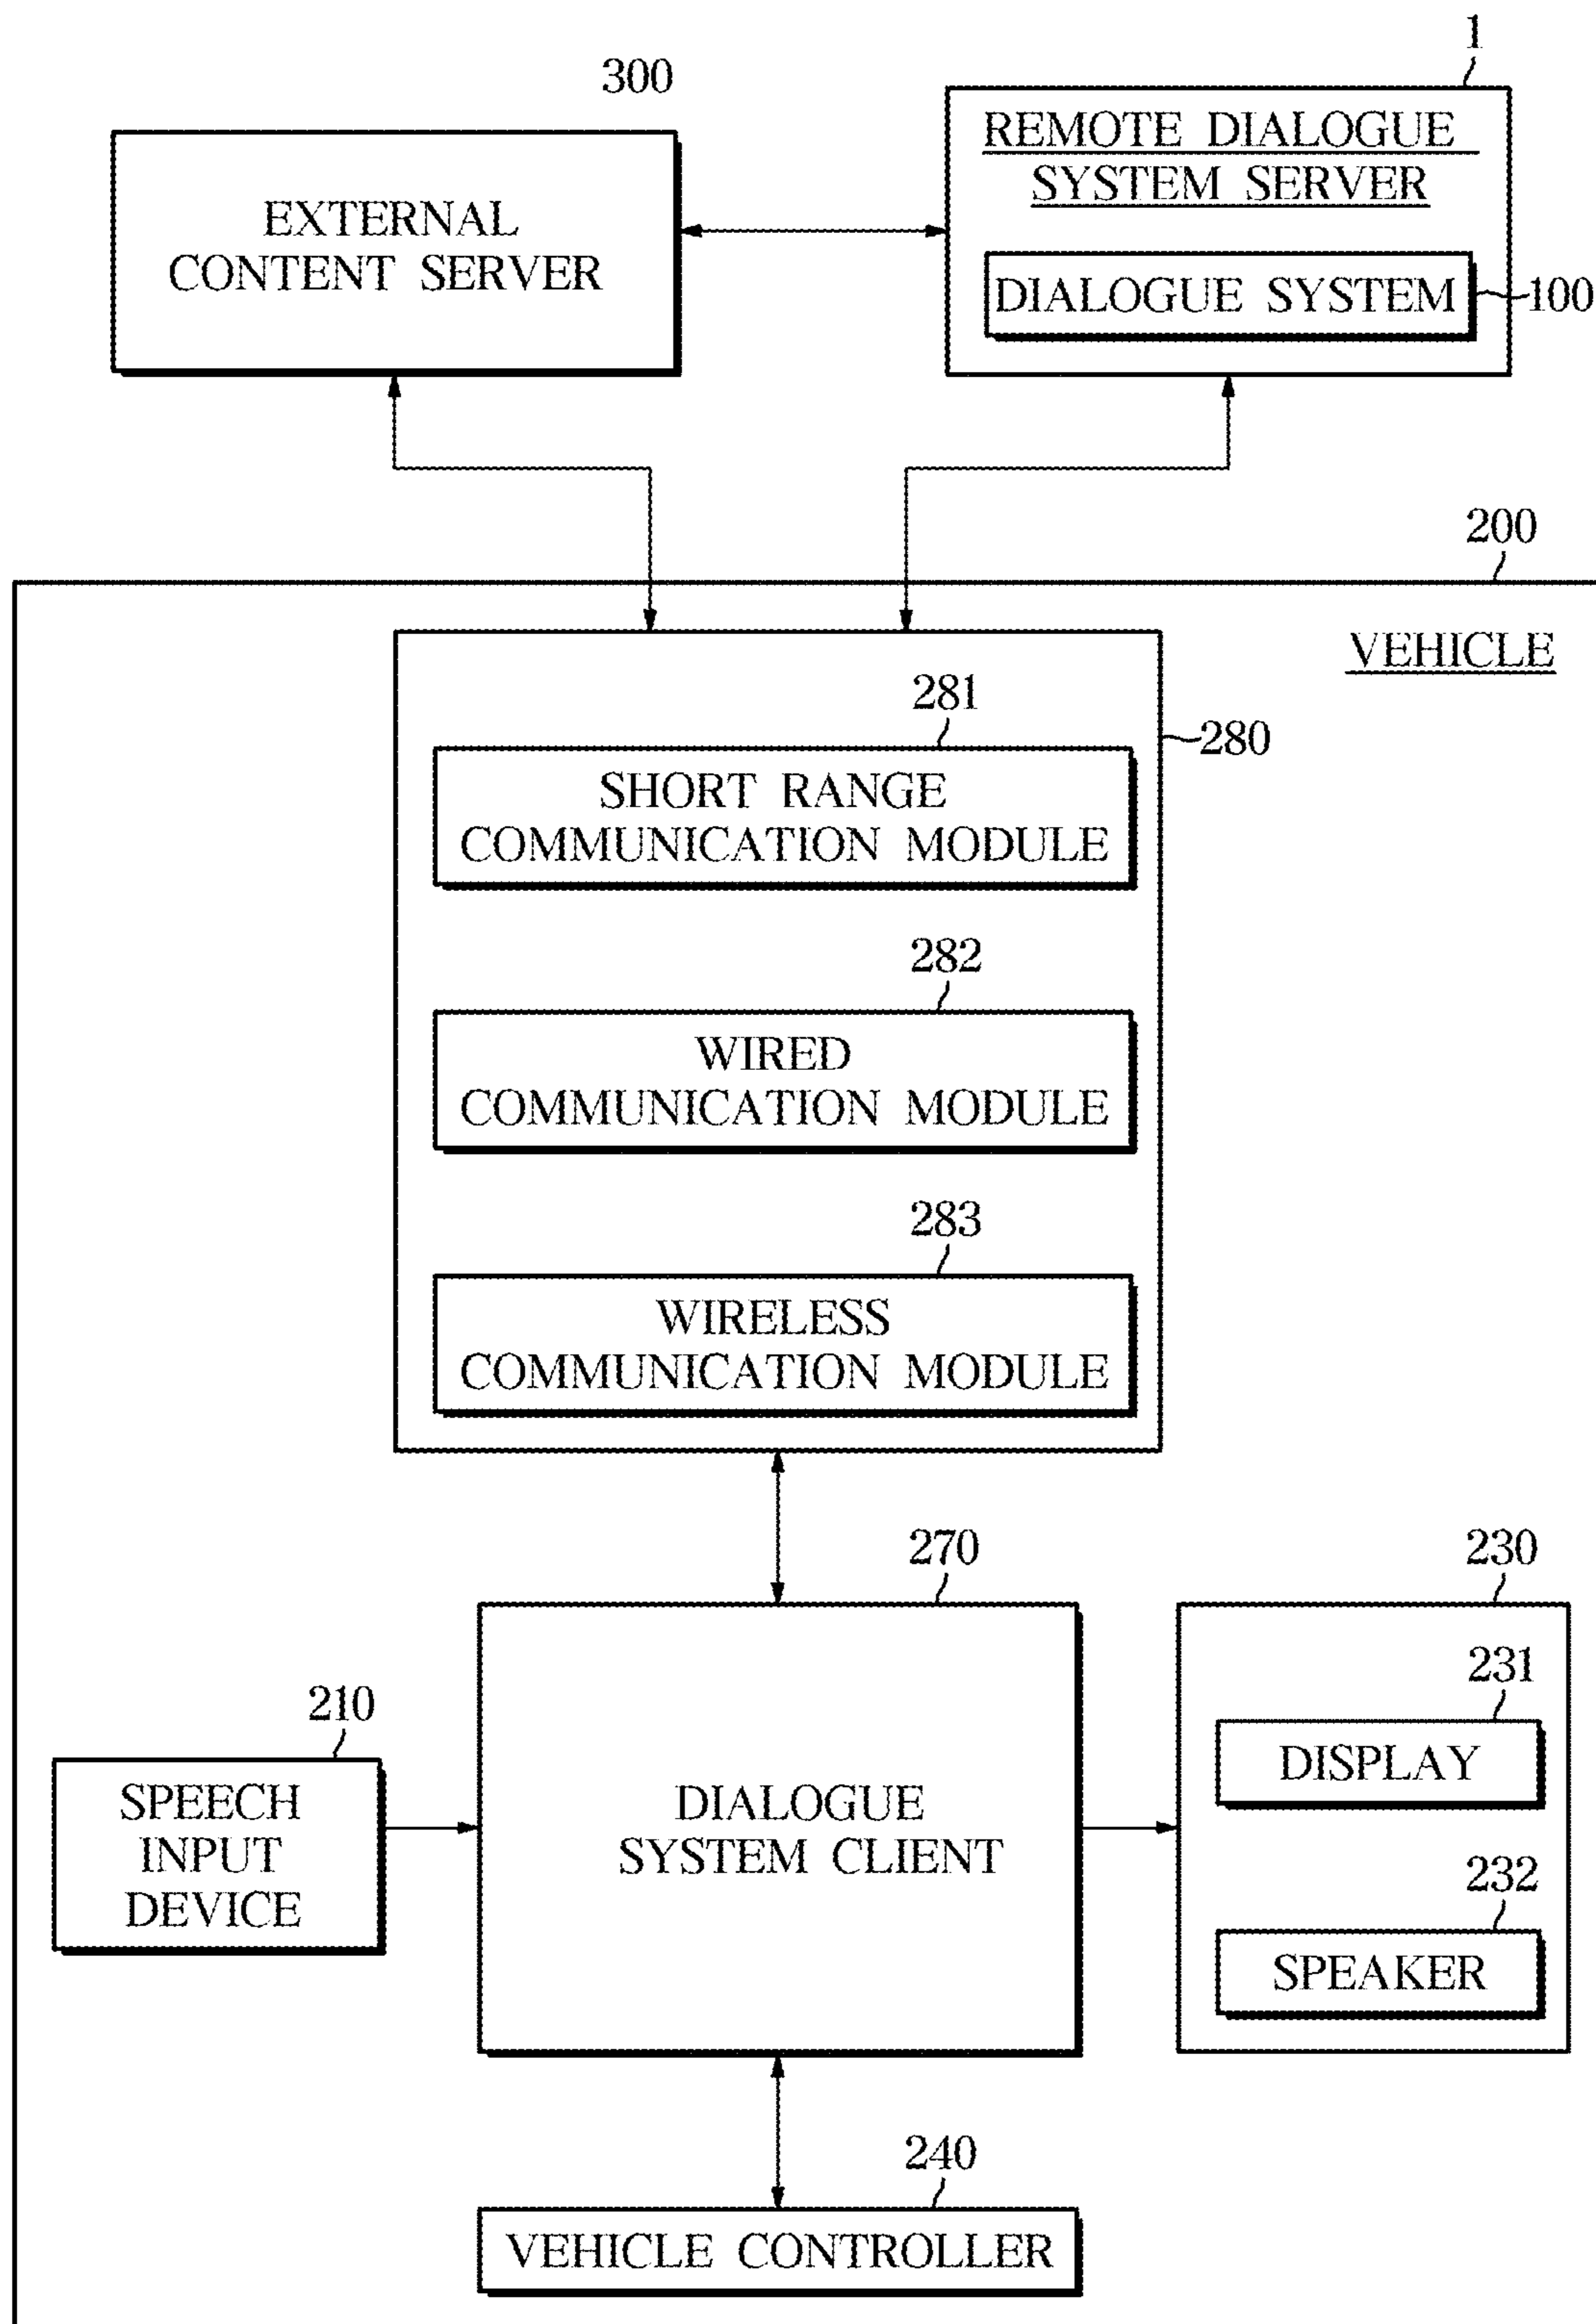 1
300
REMOTE DIALOGUE
SYSTEM SERVER
EXTERNAL
CONTENT SERVER
DIALOGUE SYSTEM
100
200
VEHICLE
281
280
SHORT RANGE
COMMUNICATION MODULE
282
WIRED
COMMUNICATION MODULE
283
WIRELESS
COMMUNICATION MODULE
270
230
231
DISPLAY
210
SPEECH
INPUT
DEVICE
DIALOGUE
SYSTEM CLIENT
232
SPEAKER
240
VEHICLE CONTROLLER